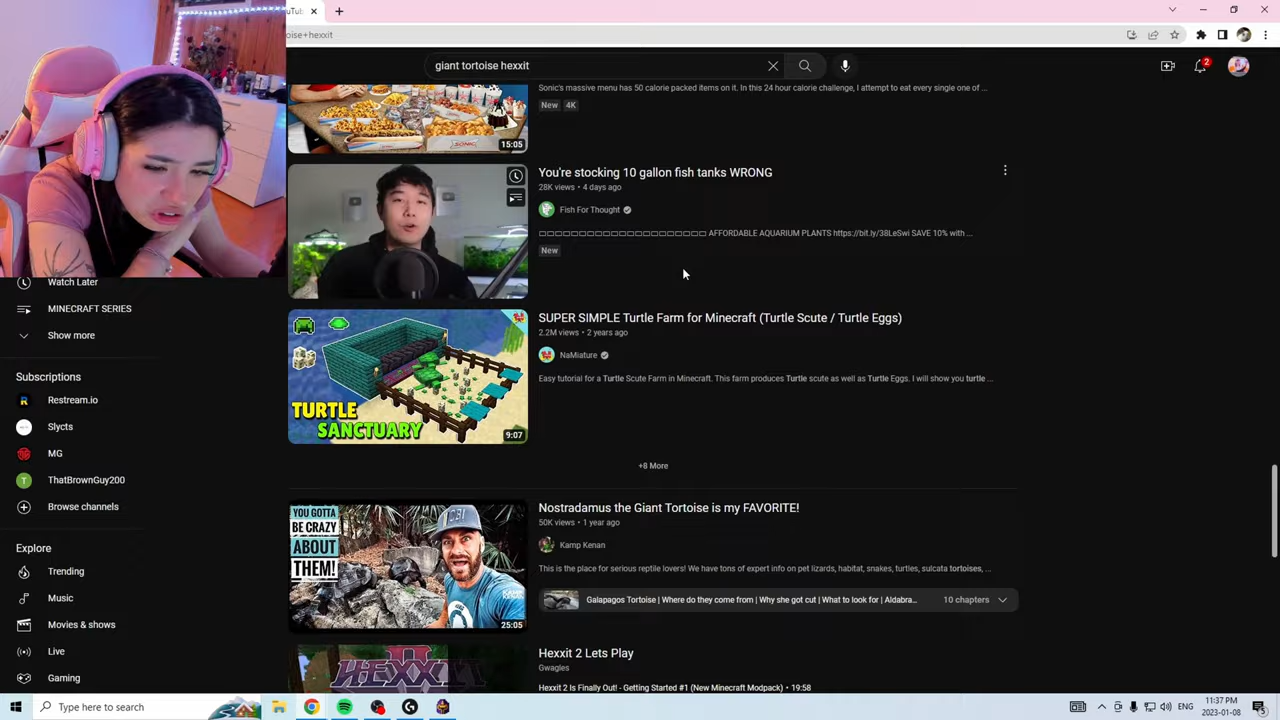 ouTube
oise+hexxit
giant tortoise hexxit
2
Sonic's massive menu has 50 calorie packed items on it. In this 24 hour calorie challenge, I attempt to eat every single one of ...
New 4K
SONIC
15:05
You're stocking 10 gallon fish tanks WRONG
28K views • 4 days ago
Fish For Thought
AFFORDABLE AQUARIUM PLANTS https://bit.ly/38LeSwi SAVE 10% with ...
New
Watch Later
MINECRAFT SERIES
Show more
Subscriptions
Restream.io
Slycts
MG
ThatBrownGuy200
Browse channels
Explore
Trending
Music
Movies & shows
Live
Gaming
TURTLE
SANCTUARY
9:07
SUPER SIMPLE Turtle Farm for Minecraft (Turtle Scute / Turtle Eggs)
2.2M views • 2 years ago
NaMiature
Easy tutorial for a Turtle Scute Farm in Minecraft. This farm produces Turtle scute as well as Turtle Eggs. I will show you turtle ...
+8 More
YOU GOTTA
BE CRAZY
ABOUT
THEM!
25:05
Nostradamus the Giant Tortoise is my FAVORITE!
50K views • 1 year ago
Kamp Kenan
This is the place for serious reptile lovers! We have tons of expert info on pet lizards, habitat, snakes, turtles, sulcata tortoises, ...
Galapagos Tortoise | Where do they come from | Why she got cut | What to look for | Aldabra...
10 chapters
HEXXIT
Hexxit 2 Lets Play
Gwagles
Hexxit 2 Is Finally Out! - Getting Started #1 (New Minecraft Modpack) • 19:58
Type here to search
ENG
11:37 PM
2023-01-08
5